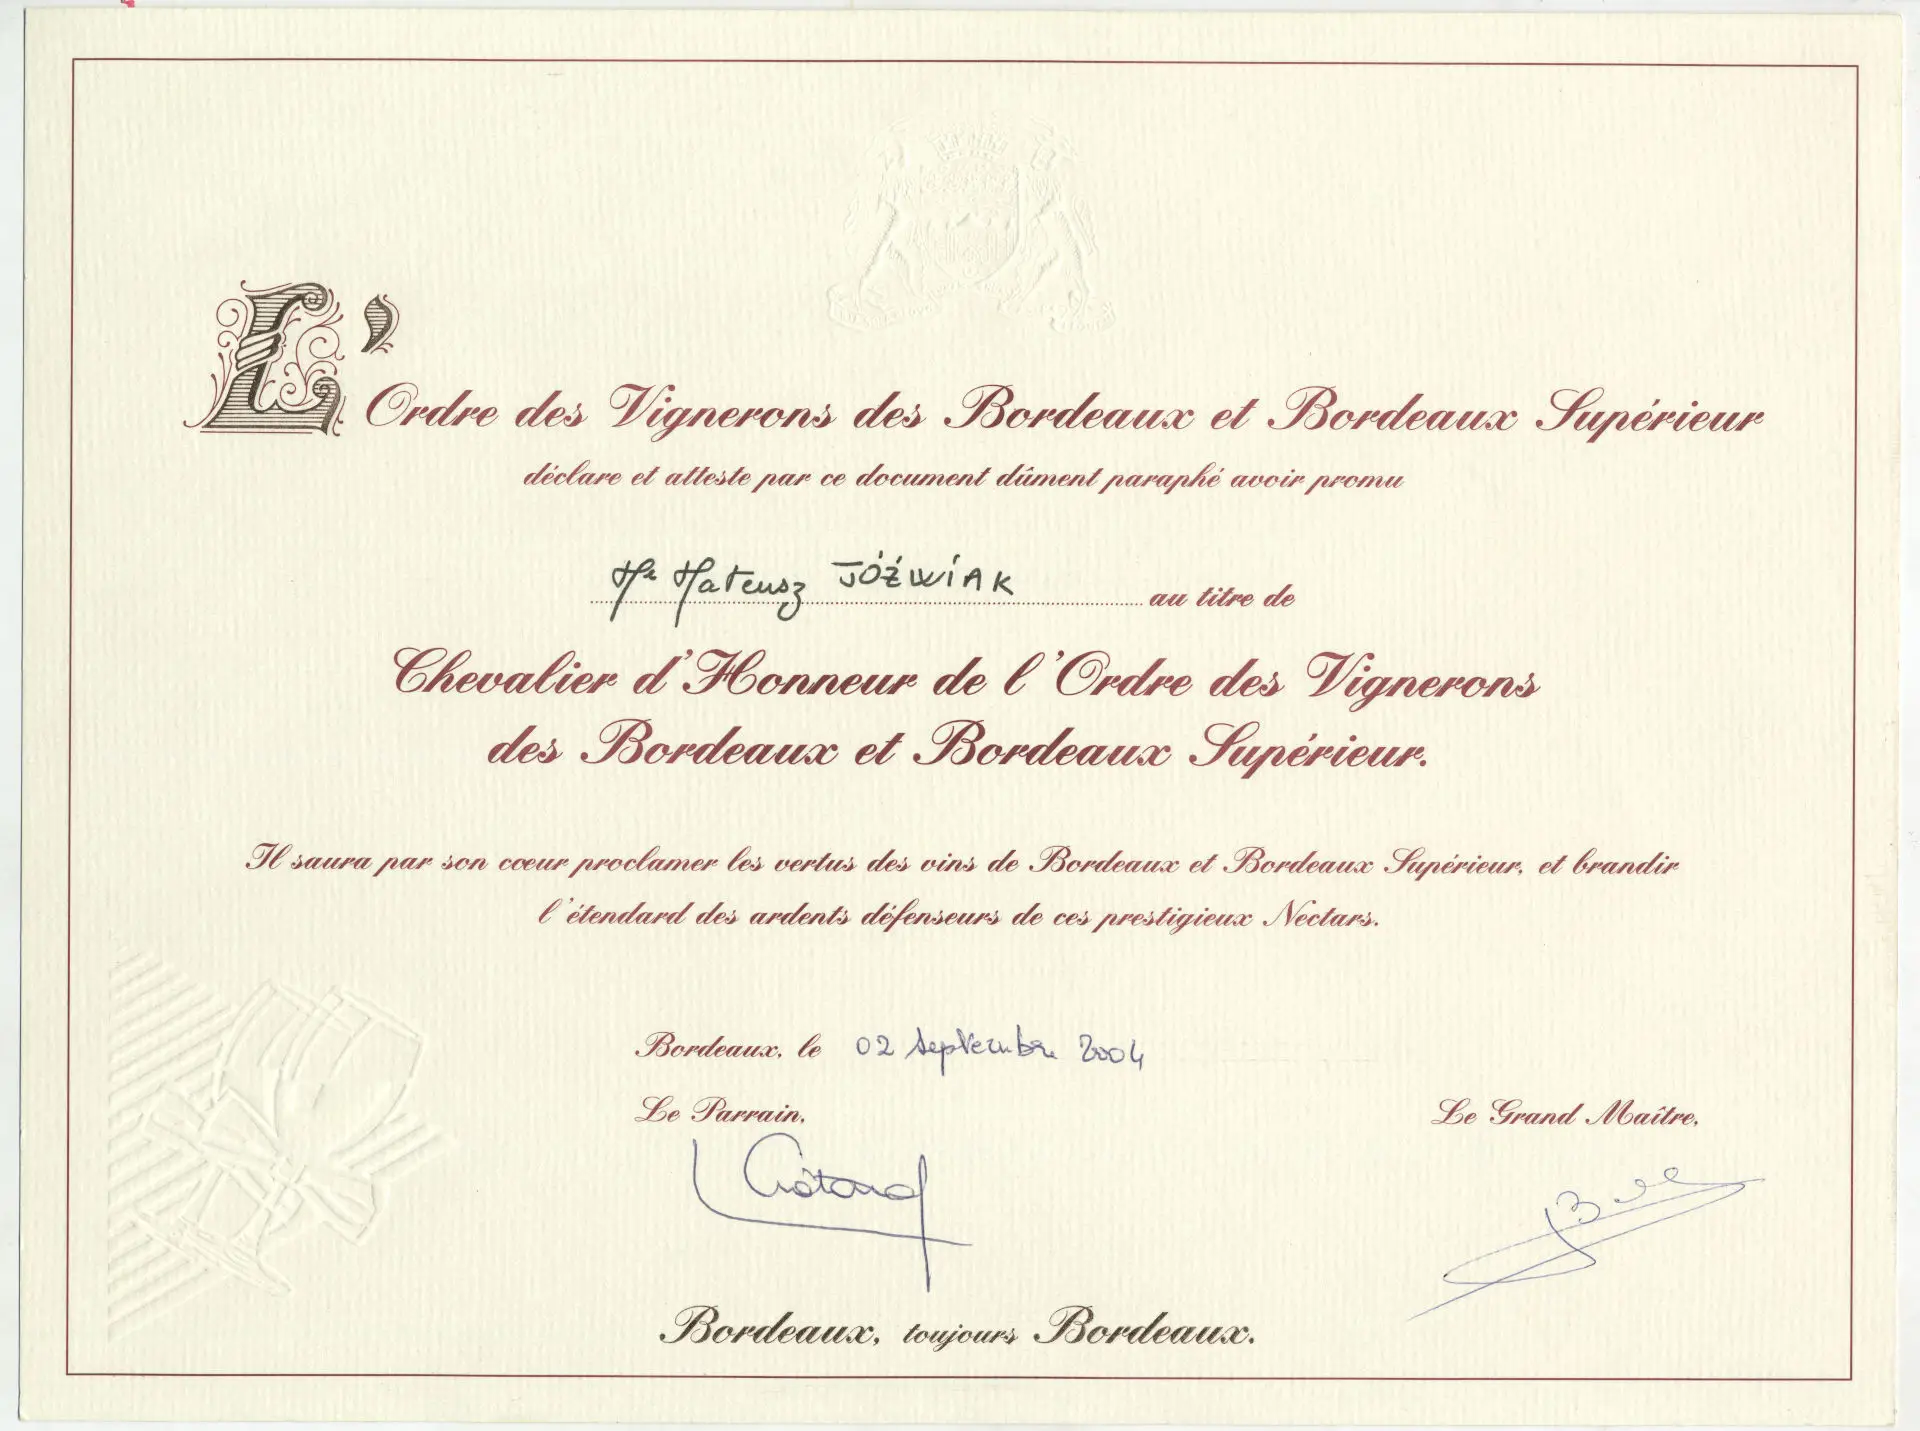 L'Ordre des Vignerons des Bordeaux et Bordeaux Supérieur
déclare et atteste par ce document dûment paraphé avoir promu
Mr Mateusz JÓŹWIAK au titre de
Chevalier d'Honneur de l'Ordre des Vignerons
des Bordeaux et Bordeaux Supérieur.
Il saura par son cœur proclamer les vertus des vins de Bordeaux et Bordeaux Supérieur, et brandir
l'étendard des ardents défenseurs de ces prestigieux Nectars.
Bordeaux, le 02 septembre 2004
Le Parrain,
Le Grand Maître,
Bordeaux, toujours Bordeaux.